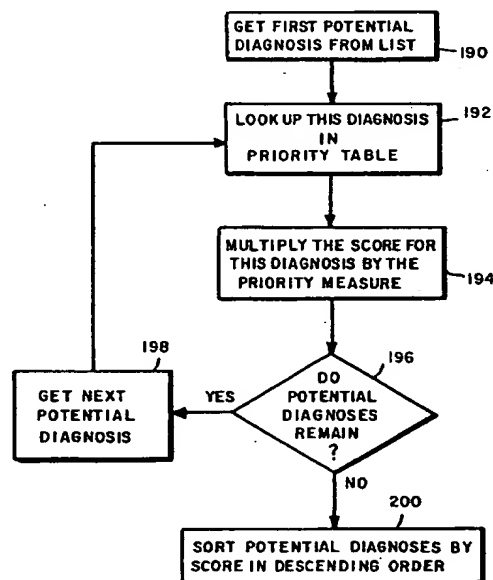 GET FIRST POTENTIAL
DIAGNOSIS FROM LIST
190
LOOK UP THIS DIAGNOSIS
IN
PRIORITY TABLE
192
MULTIPLY THE SCORE FOR
THIS DIAGNOSIS BY THE
PRIORITY MEASURE
194
196
DO
POTENTIAL
DIAGNOSES
REMAIN
?
YES
198
GET NEXT
POTENTIAL
DIAGNOSIS
NO
200
SORT POTENTIAL DIAGNOSES BY
SCORE IN DESCENDING ORDER